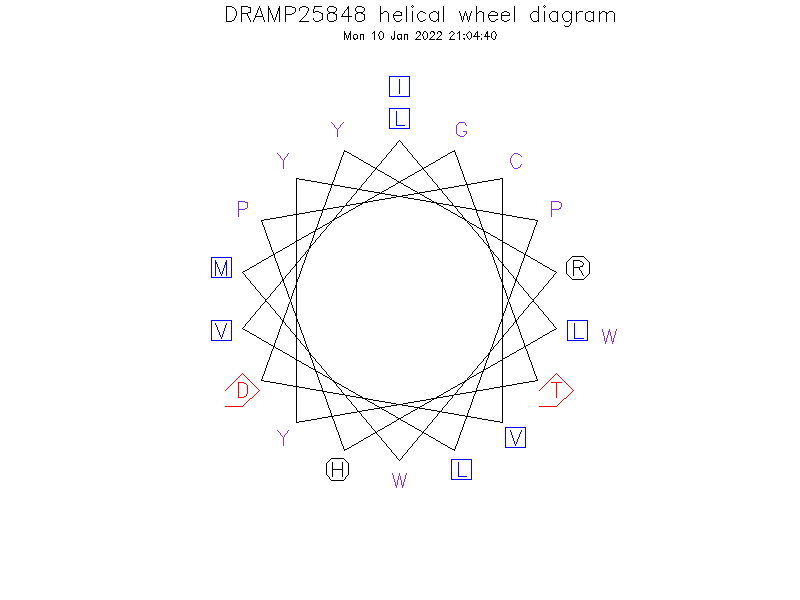 DRAMP25848 helical wheel diagram
Mon 10 Jan 2022 21:04:40
I
L
Y G
Y C
P P
M R
V L W
D T
Y V
H L
W